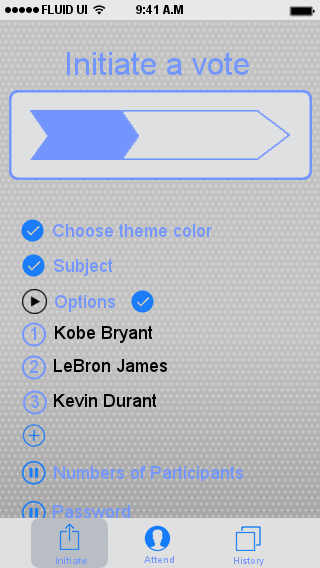 FLUID UI 9:41 A.M
Initiate a vote
Choose theme color
Subject
Options
1 Kobe Bryant
2 LeBron James
3 Kevin Durant
Numbers of Participants
Password
Initiate Attend History